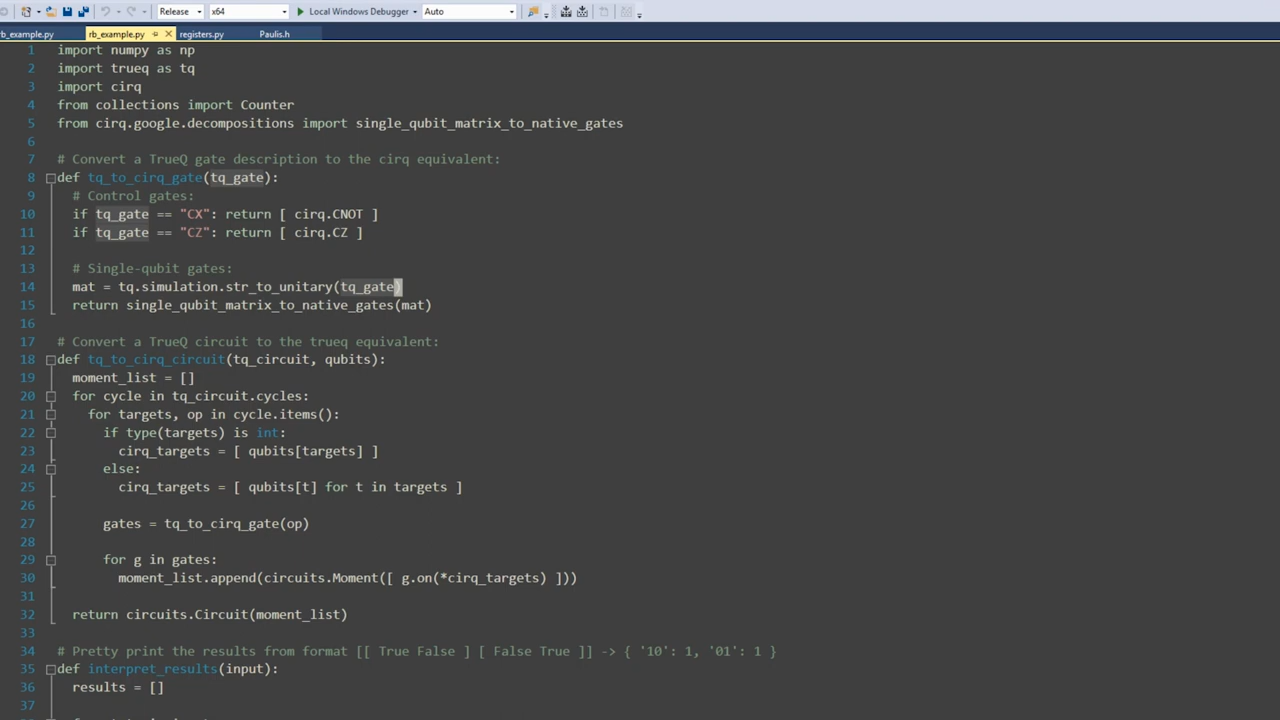 Release x64 Local Windows Debugger Auto
rb_example.py rb_example.py registers.py Paulis.h
1 import numpy as np
2 import trueq as tq
3 import cirq
4 from collections import Counter
5 from cirq.google.decompositions import single_qubit_matrix_to_native_gates
6
7 # Convert a TrueQ gate description to the cirq equivalent:
8 def tq_to_cirq_gate(tq_gate):
9 # Control gates:
10 if tq_gate == "CX": return [ cirq.CNOT ]
11 if tq_gate == "CZ": return [ cirq.CZ ]
12
13 # Single-qubit gates:
14 mat = tq.simulation.str_to_unitary(tq_gate)
15 return single_qubit_matrix_to_native_gates(mat)
16
17 # Convert a TrueQ circuit to the trueq equivalent:
18 def tq_to_cirq_circuit(tq_circuit, qubits):
19 moment_list = []
20 for cycle in tq_circuit.cycles:
21 for targets, op in cycle.items():
22 if type(targets) is int:
23 cirq_targets = [ qubits[targets] ]
24 else:
25 cirq_targets = [ qubits[t] for t in targets ]
26
27 gates = tq_to_cirq_gate(op)
28
29 for g in gates:
30 moment_list.append(circuits.Moment([ g.on(*cirq_targets) ]))
31
32 return circuits.Circuit(moment_list)
33
34 # Pretty print the results from format [[ True False ] [ False True ]] -> { '10': 1, '01': 1 }
35 def interpret_results(input):
36 results = []
37